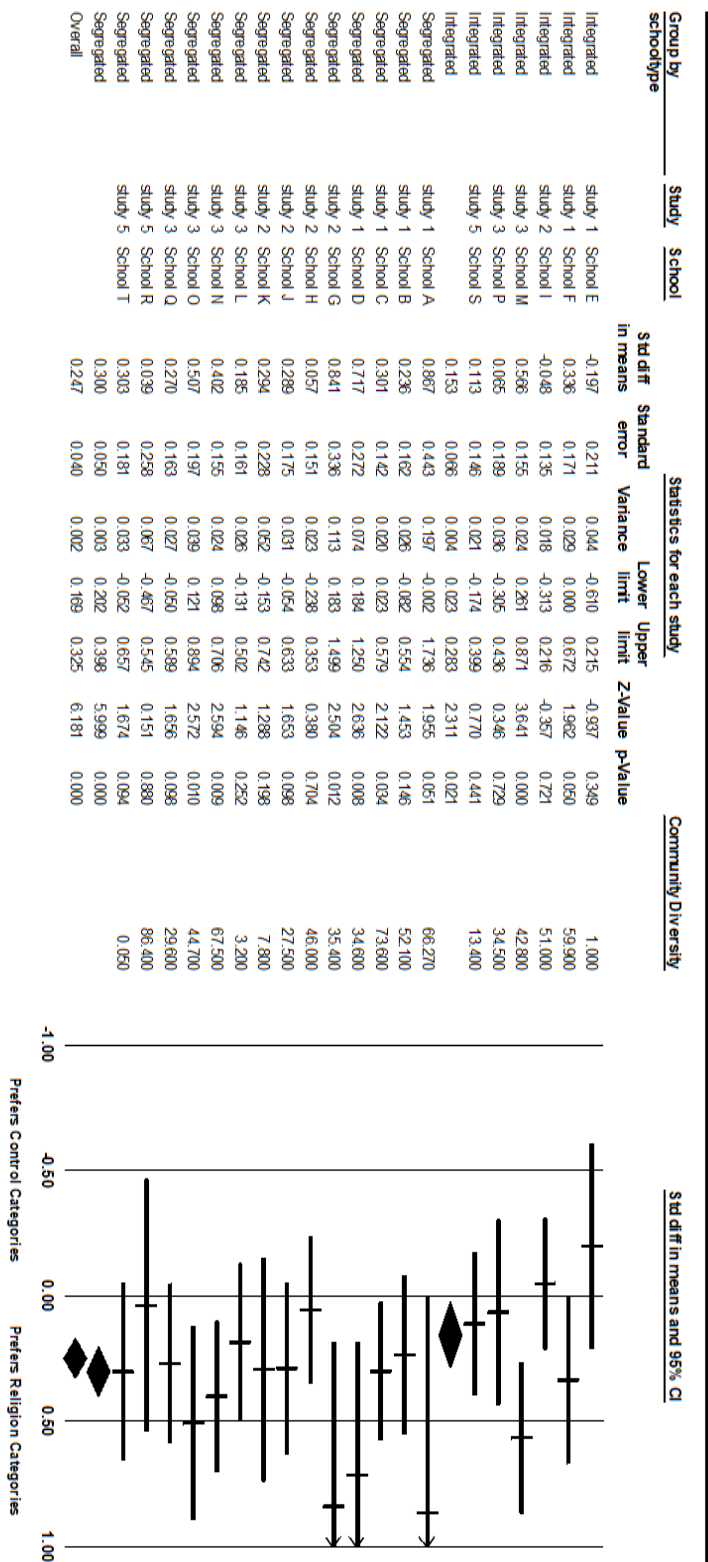 Group by schooltype Study School Statistics for each study Community Diversity Std diff in means and 95% CI
Std diff in means Standard error Variance Lower limit Upper limit Z-Value p-Value
Integrated study 1 School E -0.197 0.211 0.044 -0.610 0.215 -0.937 0.349 1.000
Integrated study 1 School F 0.336 0.171 0.029 0.000 0.672 1.962 0.050 59.900
Integrated study 2 School I -0.048 0.135 0.018 -0.313 0.216 -0.357 0.721 51.000
Integrated study 3 School M 0.566 0.155 0.024 0.261 0.871 3.641 0.000 42.800
Integrated study 3 School P 0.065 0.189 0.036 -0.305 0.436 0.346 0.729 34.500
Integrated study 5 School S 0.113 0.146 0.021 -0.174 0.399 0.770 0.441 13.400
Integrated 0.153 0.066 0.004 0.023 0.283 2.311 0.021
Segregated study 1 School A 0.867 0.443 0.197 -0.002 1.736 1.955 0.051 66.270
Segregated study 1 School B 0.236 0.162 0.026 -0.082 0.554 1.453 0.146 52.100
Segregated study 1 School C 0.301 0.142 0.020 0.023 0.579 2.122 0.034 73.600
Segregated study 1 School D 0.717 0.272 0.074 0.184 1.250 2.636 0.008 34.600
Segregated study 2 School G 0.841 0.336 0.113 0.183 1.499 2.504 0.012 35.400
Segregated study 2 School H 0.057 0.151 0.023 -0.238 0.353 0.380 0.704 46.000
Segregated study 2 School J 0.289 0.175 0.031 -0.054 0.633 1.653 0.098 27.500
Segregated study 2 School K 0.294 0.228 0.052 -0.153 0.742 1.288 0.198 7.800
Segregated study 3 School L 0.185 0.161 0.026 -0.131 0.502 1.146 0.252 3.200
Segregated study 3 School N 0.402 0.155 0.024 0.098 0.706 2.594 0.009 67.500
Segregated study 3 School O 0.507 0.197 0.039 0.121 0.894 2.572 0.010 44.700
Segregated study 3 School Q 0.270 0.163 0.027 -0.050 0.589 1.656 0.098 29.600
Segregated study 5 School R 0.039 0.258 0.067 -0.467 0.545 0.151 0.880 86.400
Segregated study 5 School T 0.303 0.181 0.033 -0.052 0.657 1.674 0.094 0.050
Segregated 0.300 0.050 0.003 0.202 0.398 5.999 0.000
Overall 0.247 0.040 0.002 0.169 0.325 6.181 0.000
-1.00 -0.50 0.00 0.50 1.00
Prefers Control Categories Prefers Religion Categories